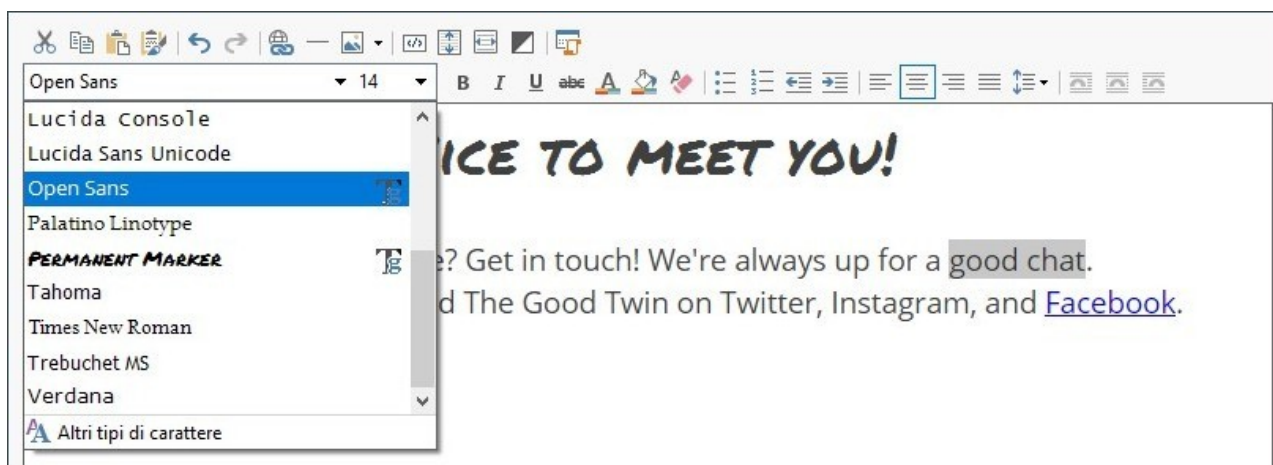 Open Sans 14 B I U abc A
Lucida Console
Lucida Sans Unicode
Open Sans
Palatino Linotype
PERMANENT MARKER
Tahoma
Times New Roman
Trebuchet MS
Verdana
Altri tipi di carattere
ICE TO MEET YOU!
e? Get in touch! We're always up for a good chat.
d The Good Twin on Twitter, Instagram, and Facebook.